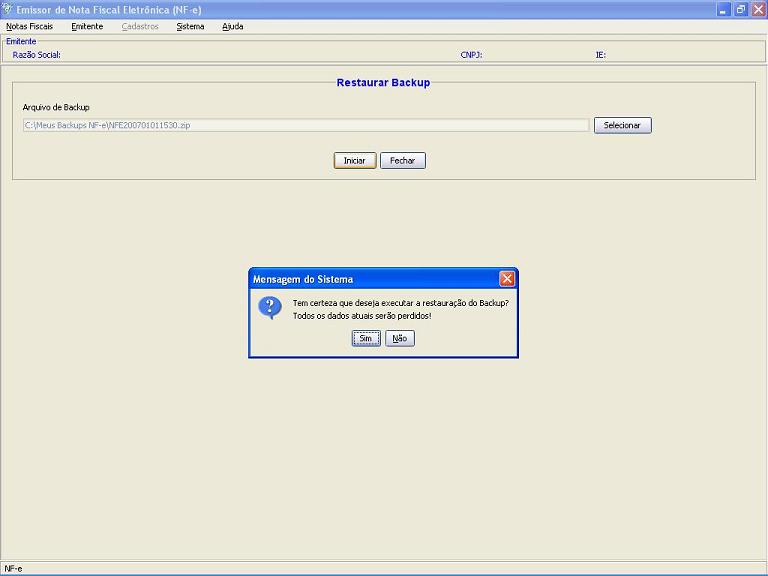 Emissor de Nota Fiscal Eletrônica (NF-e)
Notas Fiscais Emitente Cadastros Sistema Ajuda
Emitente
Razão Social: CNPJ: IE:
Restaurar Backup
Arquivo de Backup
C:\Meus Backups NF-e\NFE200701011530.zip Selecionar
Iniciar Fechar
Mensagem do Sistema
Tem certeza que deseja executar a restauração do Backup?
Todos os dados atuais serão perdidos!
Sim Não
NF-e